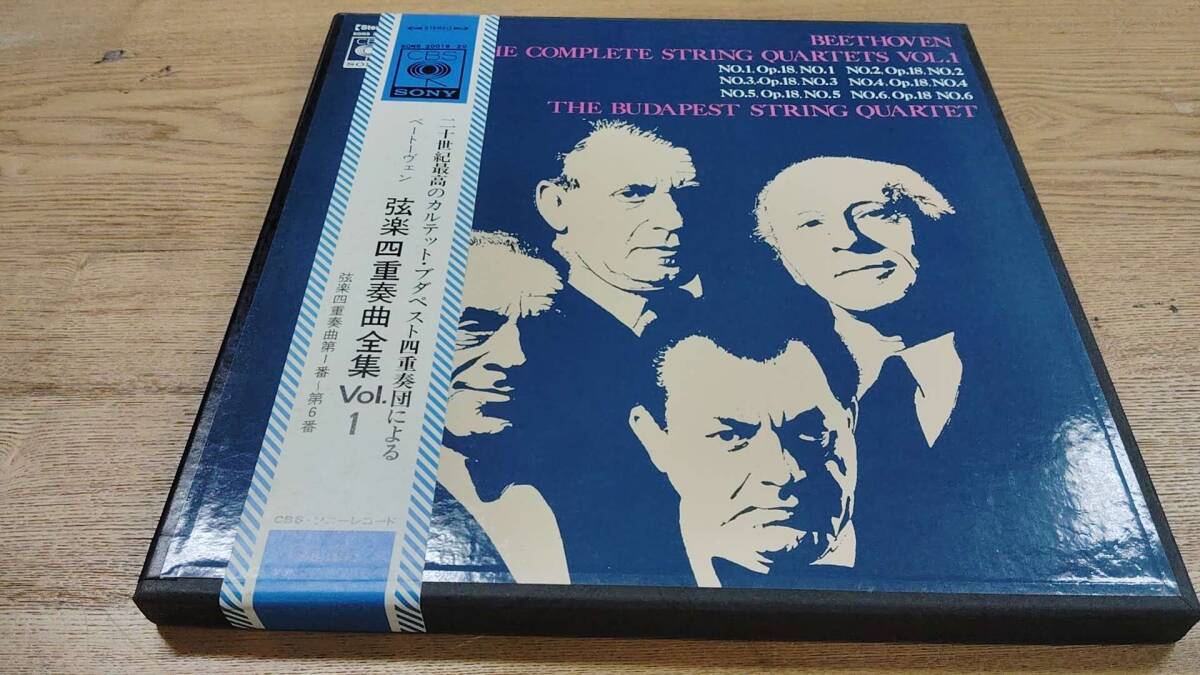 BEETHOVEN
HE COMPLETE STRING QUARTETS VOL.1
NO.1, Op.18, NO.1 NO.2, Op.18, NO.2
NO.3, Op.18, NO.3 NO.4, Op.18, NO.4
NO.5, Op.18, NO.5 NO.6, Op.18 NO.6
THE BUDAPEST STRING QUARTET
STEREO
CBS
SONY
二十世紀最高のカルテット・ブダペスト四重奏団による
ベートーヴェン
弦楽四重奏曲全集 Vol. 1
弦楽四重奏曲第1番~第6番
CBS・ソニーレコード